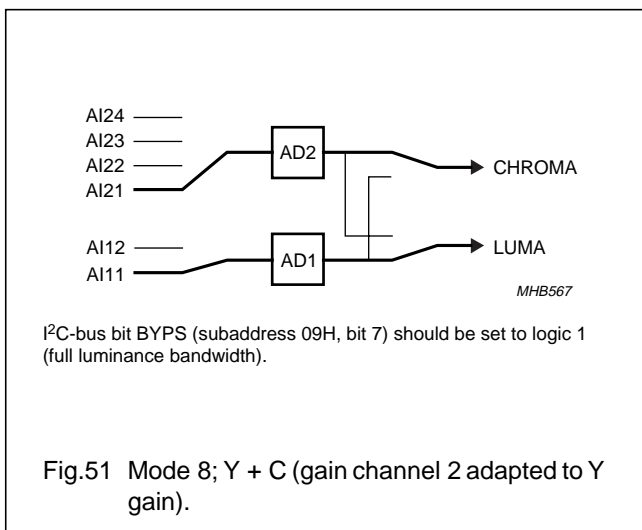 AI24
AI23
AI22
AI21
AD2
CHROMA
AI12
AI11
AD1
LUMA
MHB567
I²C-bus bit BYPS (subaddress 09H, bit 7) should be set to logic 1
(full luminance bandwidth).
Fig.51 Mode 8; Y + C (gain channel 2 adapted to Y
gain).